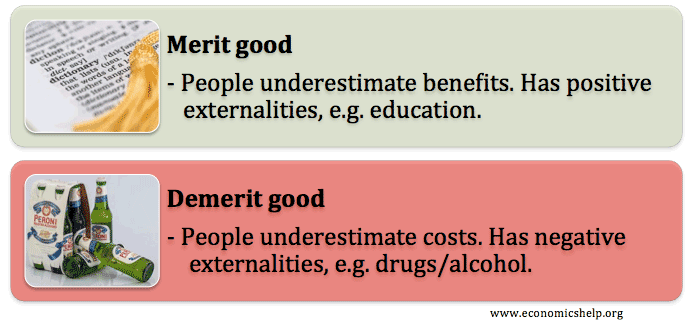 Merit good
- People underestimate benefits. Has positive
externalities, e.g. education.
dictionary
PERONI
Demerit good
- People underestimate costs. Has negative
externalities, e.g. drugs/alcohol.
www.economicshelp.org